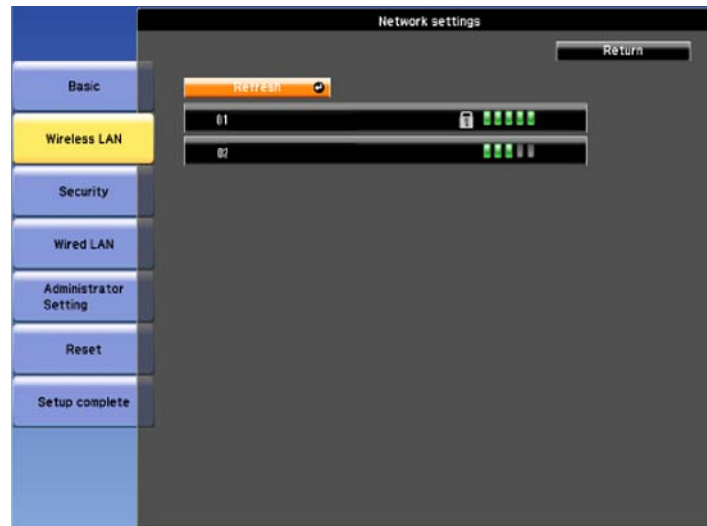 Network settings
Return
Basic
Refresh
01
Wireless LAN
02
Security
Wired LAN
Administrator
Setting
Reset
Setup complete